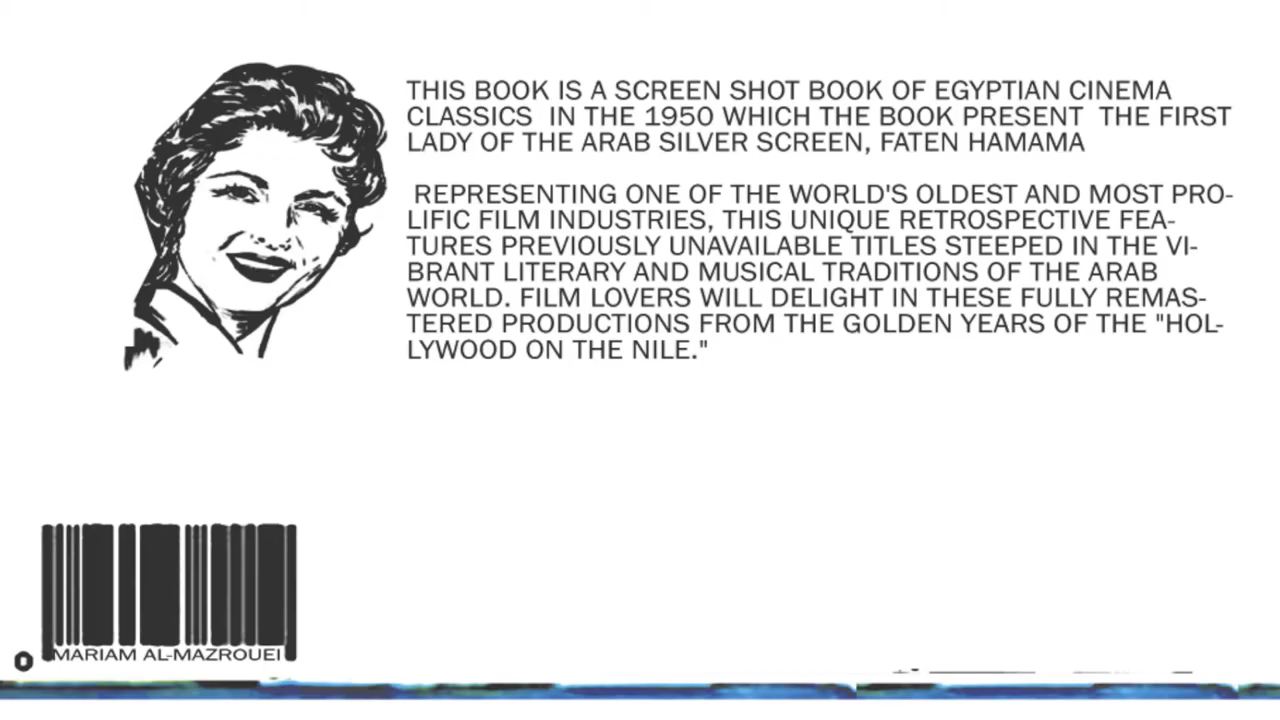 THIS BOOK IS A SCREEN SHOT BOOK OF EGYPTIAN CINEMA
CLASSICS  IN THE 1950 WHICH THE BOOK PRESENT  THE FIRST
LADY OF THE ARAB SILVER SCREEN, FATEN HAMAMA
REPRESENTING ONE OF THE WORLD'S OLDEST AND MOST PRO-
LIFIC FILM INDUSTRIES, THIS UNIQUE RETROSPECTIVE FEA-
TURES PREVIOUSLY UNAVAILABLE TITLES STEEPED IN THE VI-
BRANT LITERARY AND MUSICAL TRADITIONS OF THE ARAB
WORLD. FILM LOVERS WILL DELIGHT IN THESE FULLY REMAS-
TERED PRODUCTIONS FROM THE GOLDEN YEARS OF THE "HOL-
LYWOOD ON THE NILE."
0 MARIAM AL-MAZROUEI